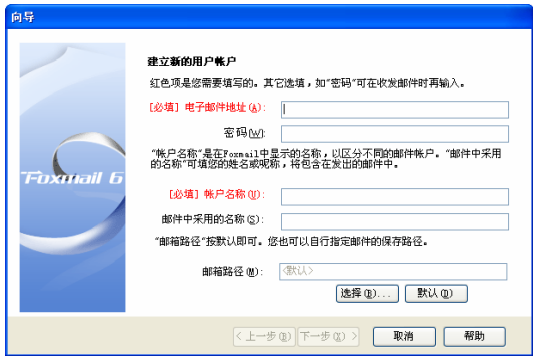 向导
建立新的用户帐户
红色项是您需要填写的。其它选填，如"密码"可在收发邮件时再输入。
[必填] 电子邮件地址(A):
密码(W):
"帐户名称"是在Foxmail中显示的名称，以区分不同的邮件帐户。"邮件中采用
的名称"可填您的姓名或昵称，将包含在发出的邮件中。
Foxmail 6
[必填] 帐户名称(U):
邮件中采用的名称(S):
"邮箱路径"按默认即可。您也可以自行指定邮件的保存路径。
邮箱路径(M): <默认>
选择(B)... 默认(D)
< 上一步(B) 下一步(X) > 取消 帮助